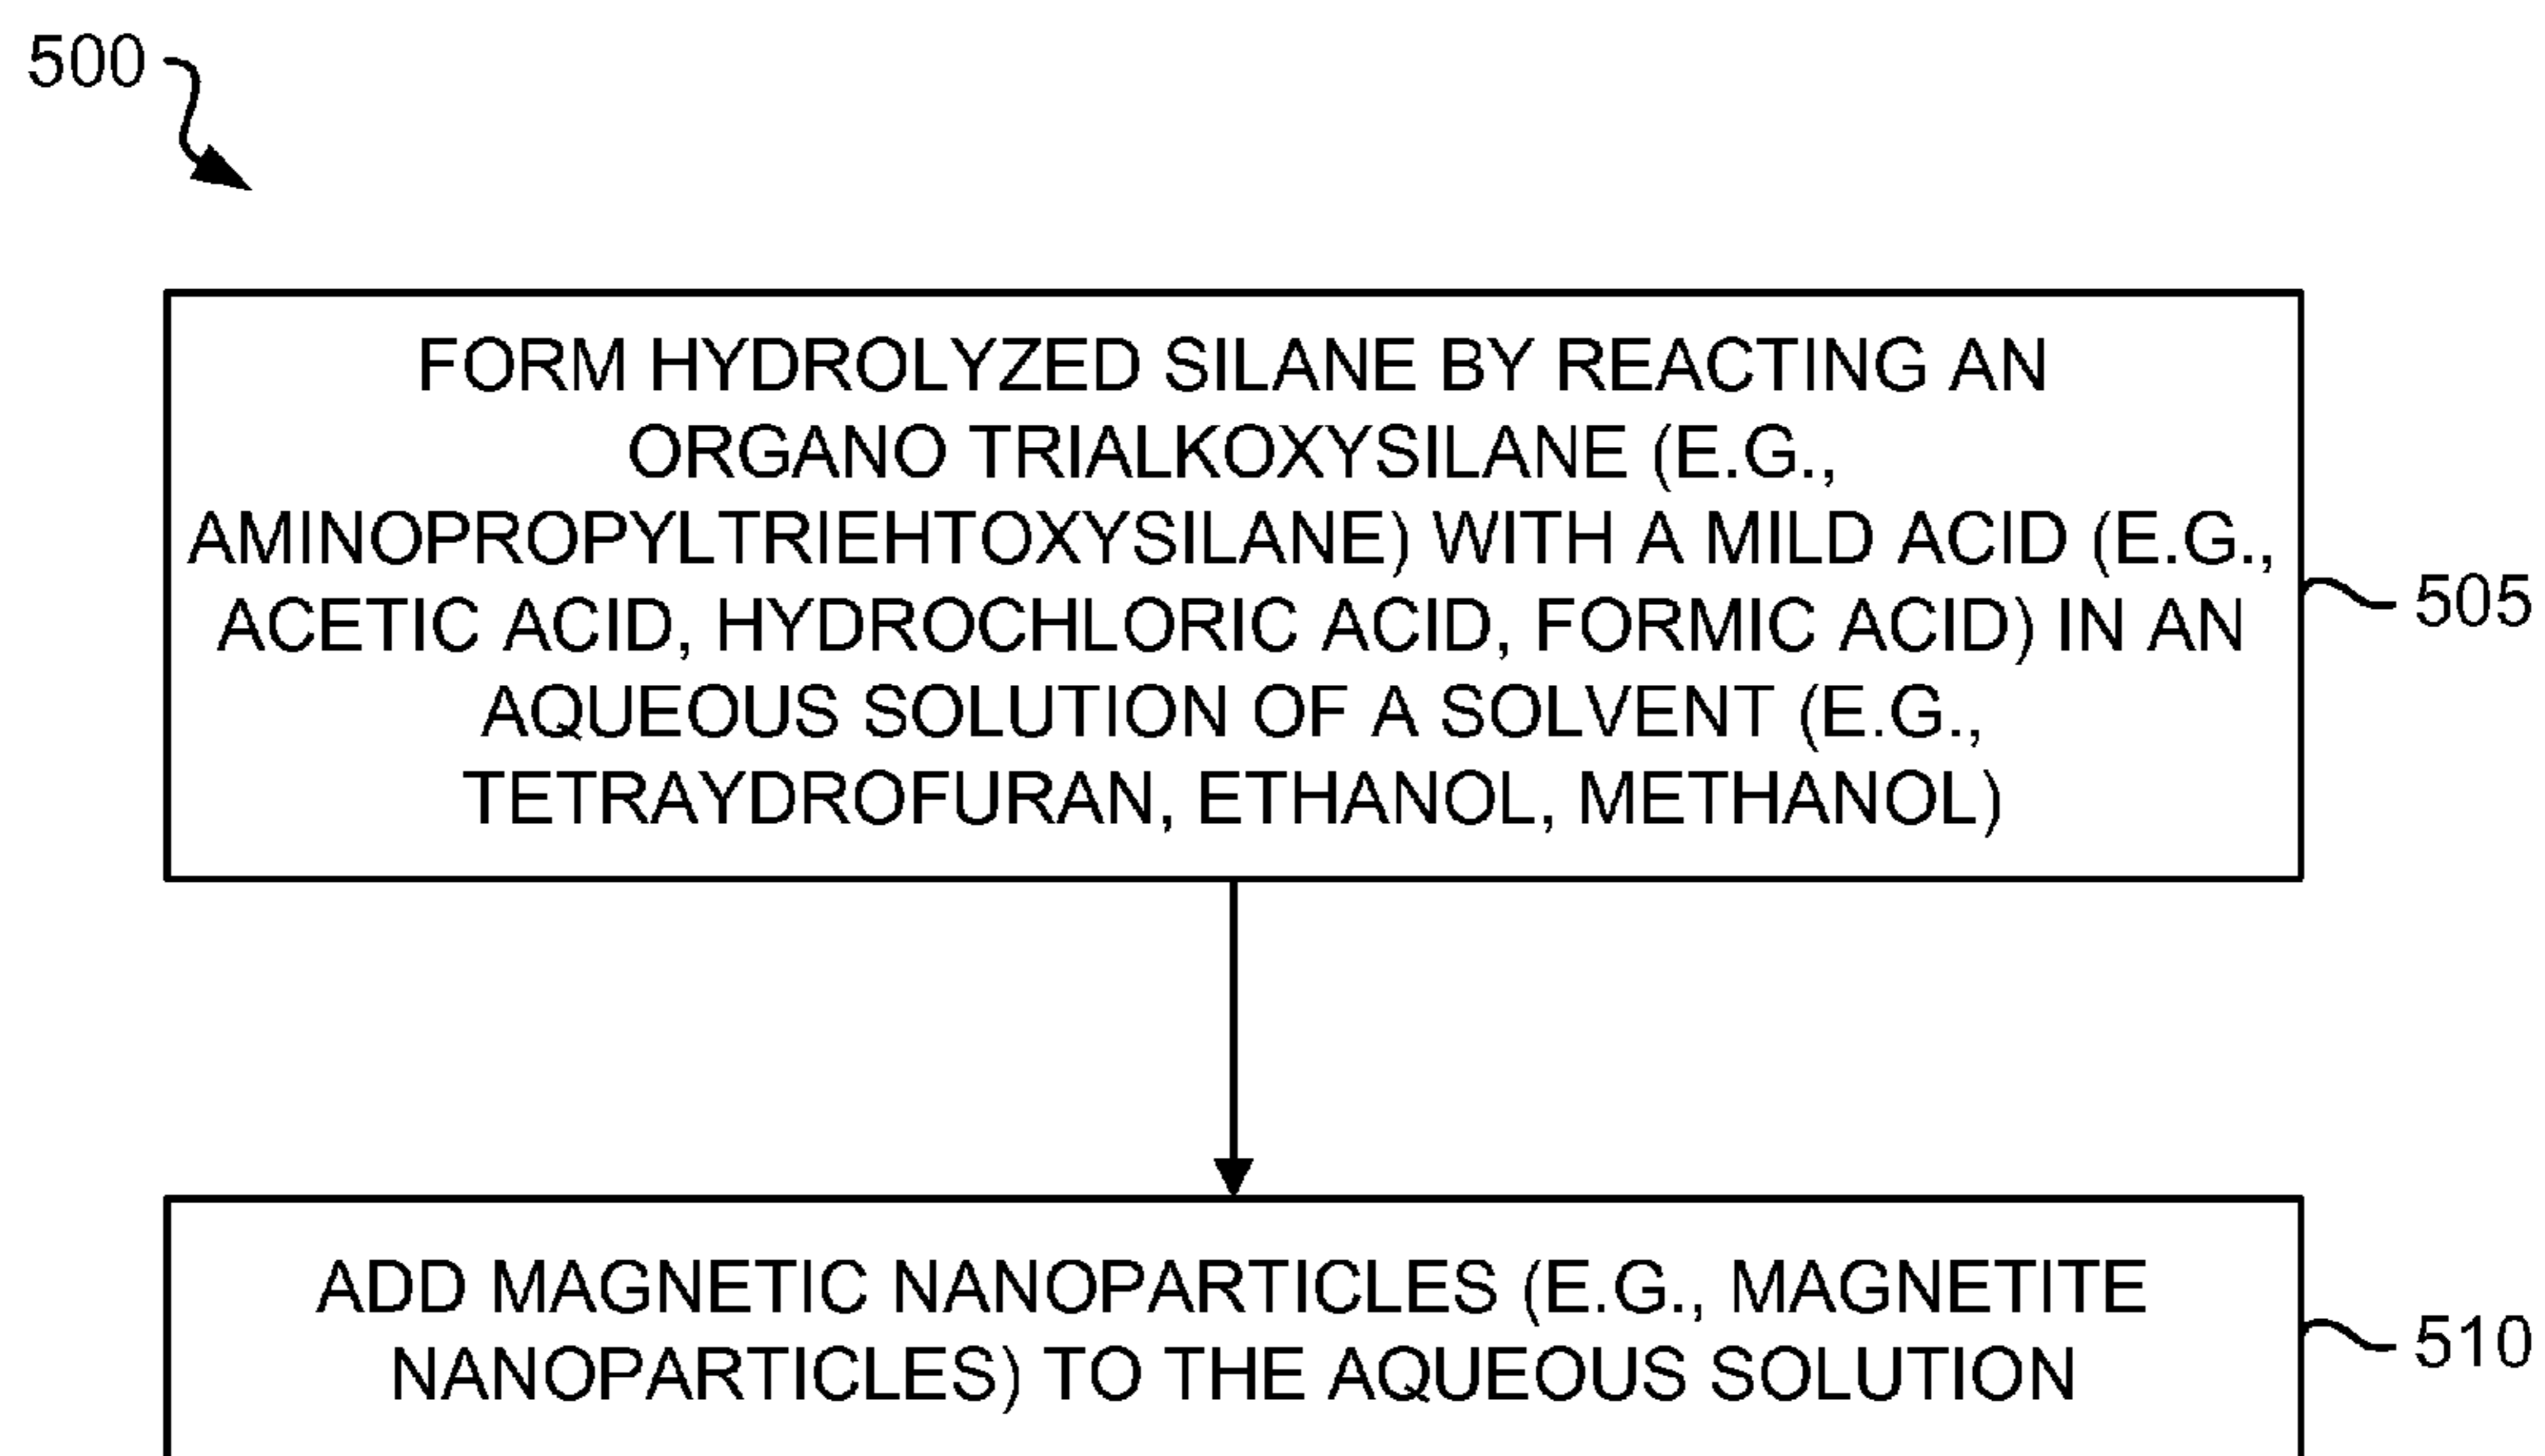 500
FORM HYDROLYZED SILANE BY REACTING AN
ORGANO TRIALKOXYSILANE (E.G.,
AMINOPROPYLTRIEHTOXYSILANE) WITH A MILD ACID (E.G.,
ACETIC ACID, HYDROCHLORIC ACID, FORMIC ACID) IN AN
AQUEOUS SOLUTION OF A SOLVENT (E.G.,
TETRAYDROFURAN, ETHANOL, METHANOL)
505
ADD MAGNETIC NANOPARTICLES (E.G., MAGNETITE
NANOPARTICLES) TO THE AQUEOUS SOLUTION
510